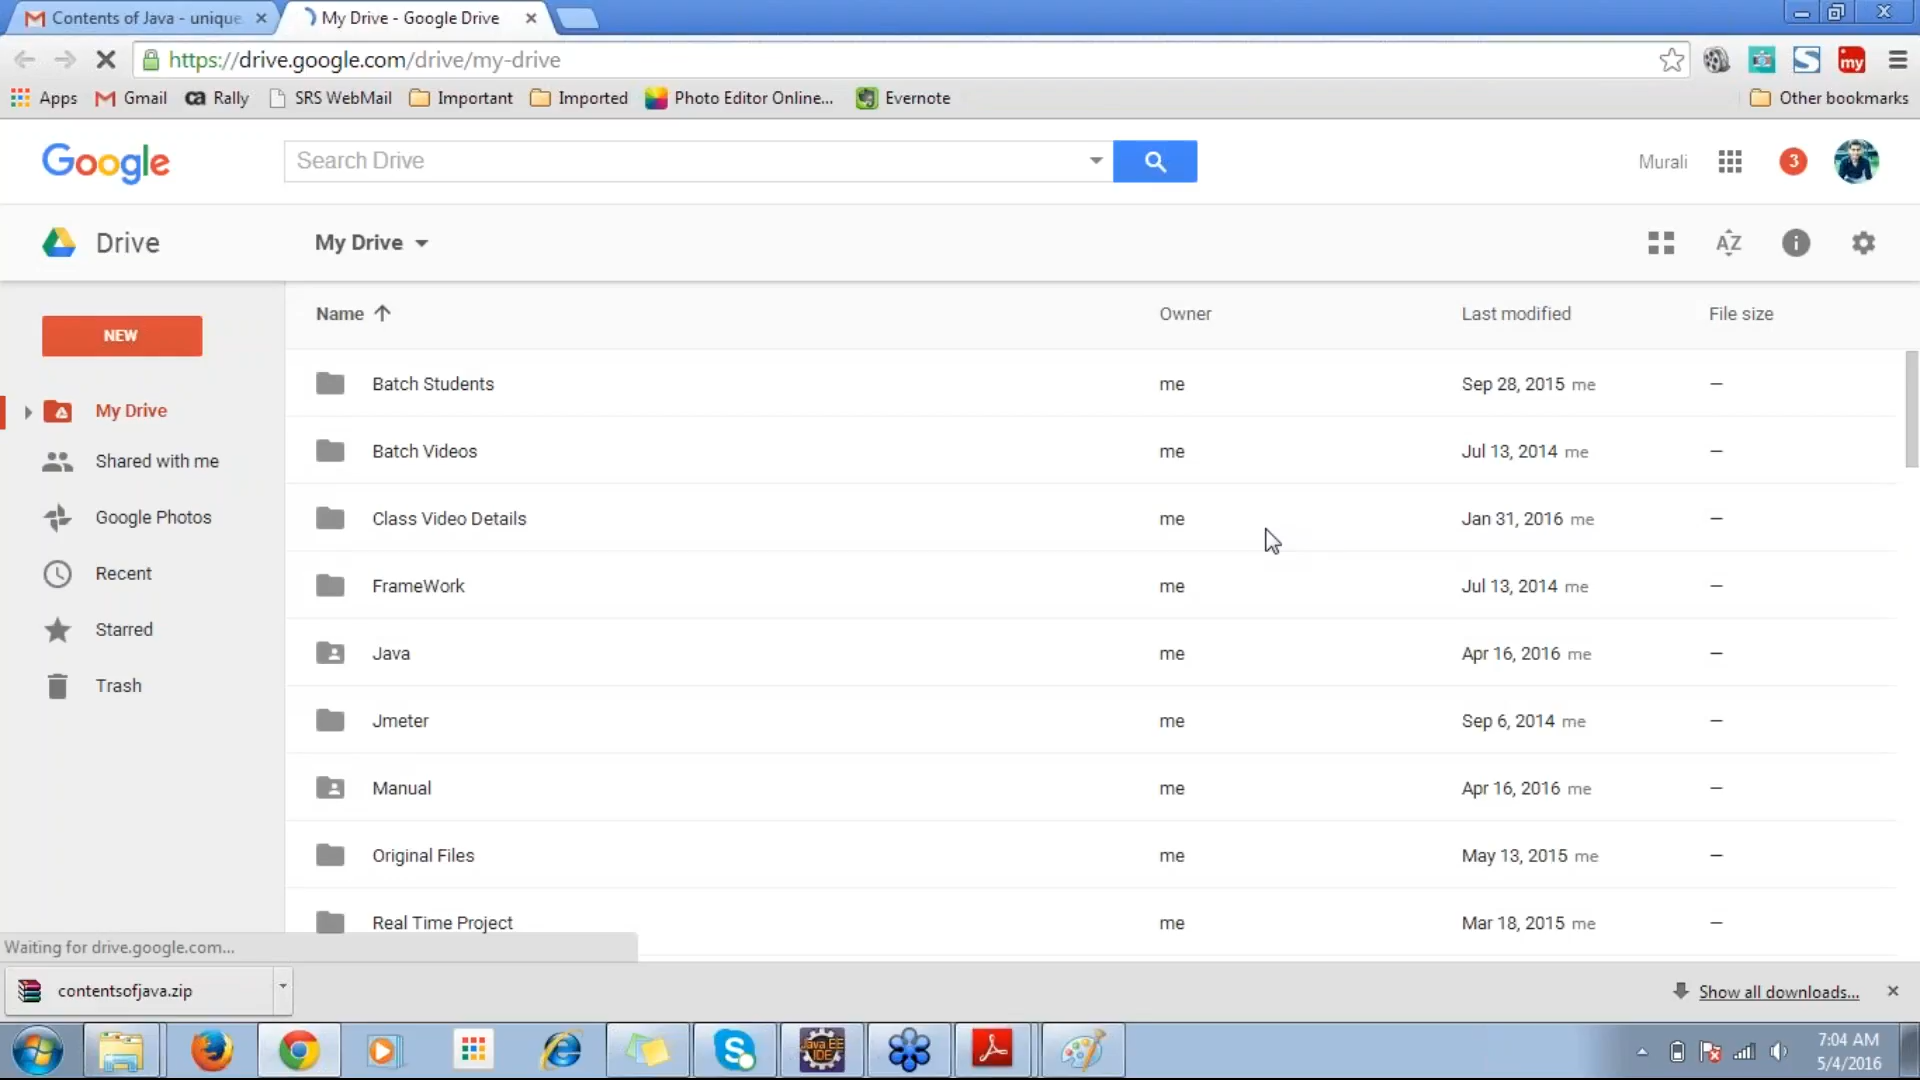 Contents of Java - unique
My Drive - Google Drive
https://drive.google.com/drive/my-drive
Apps Gmail ca Rally SRS WebMail Important Imported Photo Editor Online... Evernote Other bookmarks
Google Search Drive Murali 3
Drive My Drive AZ
NEW
My Drive
Shared with me
Google Photos
Recent
Starred
Trash
Name Owner Last modified File size
Batch Students me Sep 28, 2015 me –
Batch Videos me Jul 13, 2014 me –
Class Video Details me Jan 31, 2016 me –
FrameWork me Jul 13, 2014 me –
Java me Apr 16, 2016 me –
Jmeter me Sep 6, 2014 me –
Manual me Apr 16, 2016 me –
Original Files me May 13, 2015 me –
Real Time Project me Mar 18, 2015 me –
Waiting for drive.google.com...
contentsofjava.zip Show all downloads...
Java EE
IDE
7:04 AM
5/4/2016